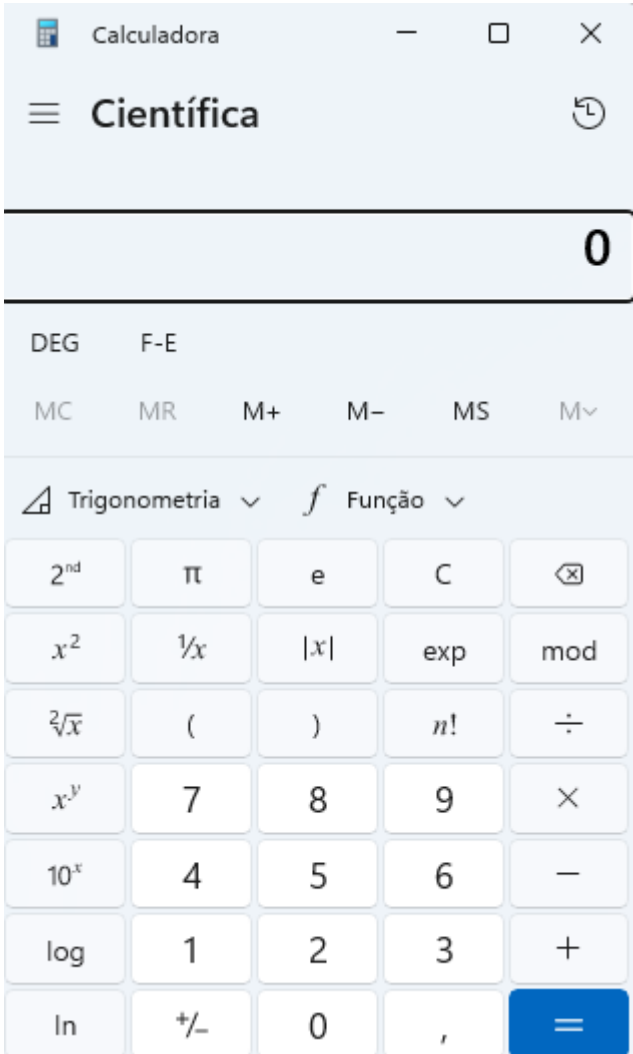 Calculadora
Científica
0
DEG F-E
MC MR M+ M− MS M
Trigonometria f Função
2ⁿᵈ π e C
x² ¹⁄x |x| exp mod
²√x ( ) n! ÷
xʸ 7 8 9 ×
10ˣ 4 5 6 −
log 1 2 3 +
ln +/− 0 , =